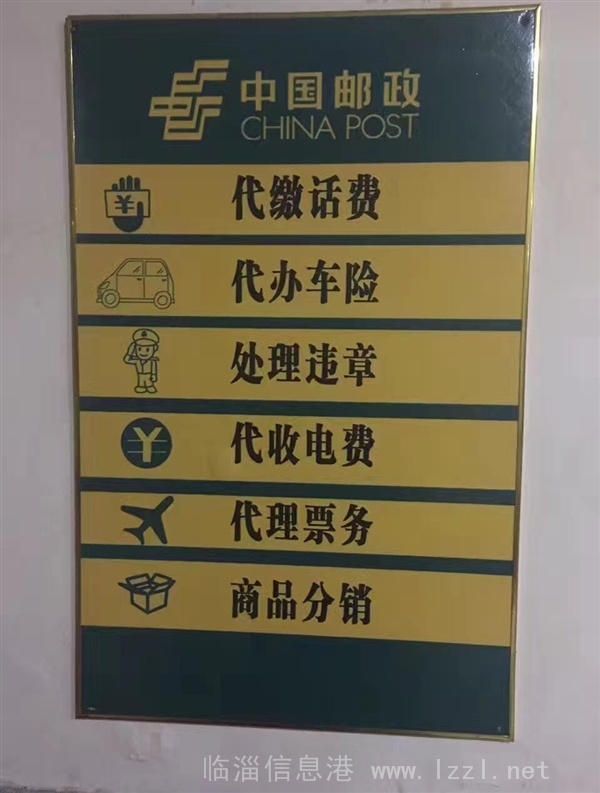 中国邮政
CHINA POST
代缴话费
代办车险
处理违章
代收电费
代理票务
商品分销
临淄信息港 www.lzzl.net